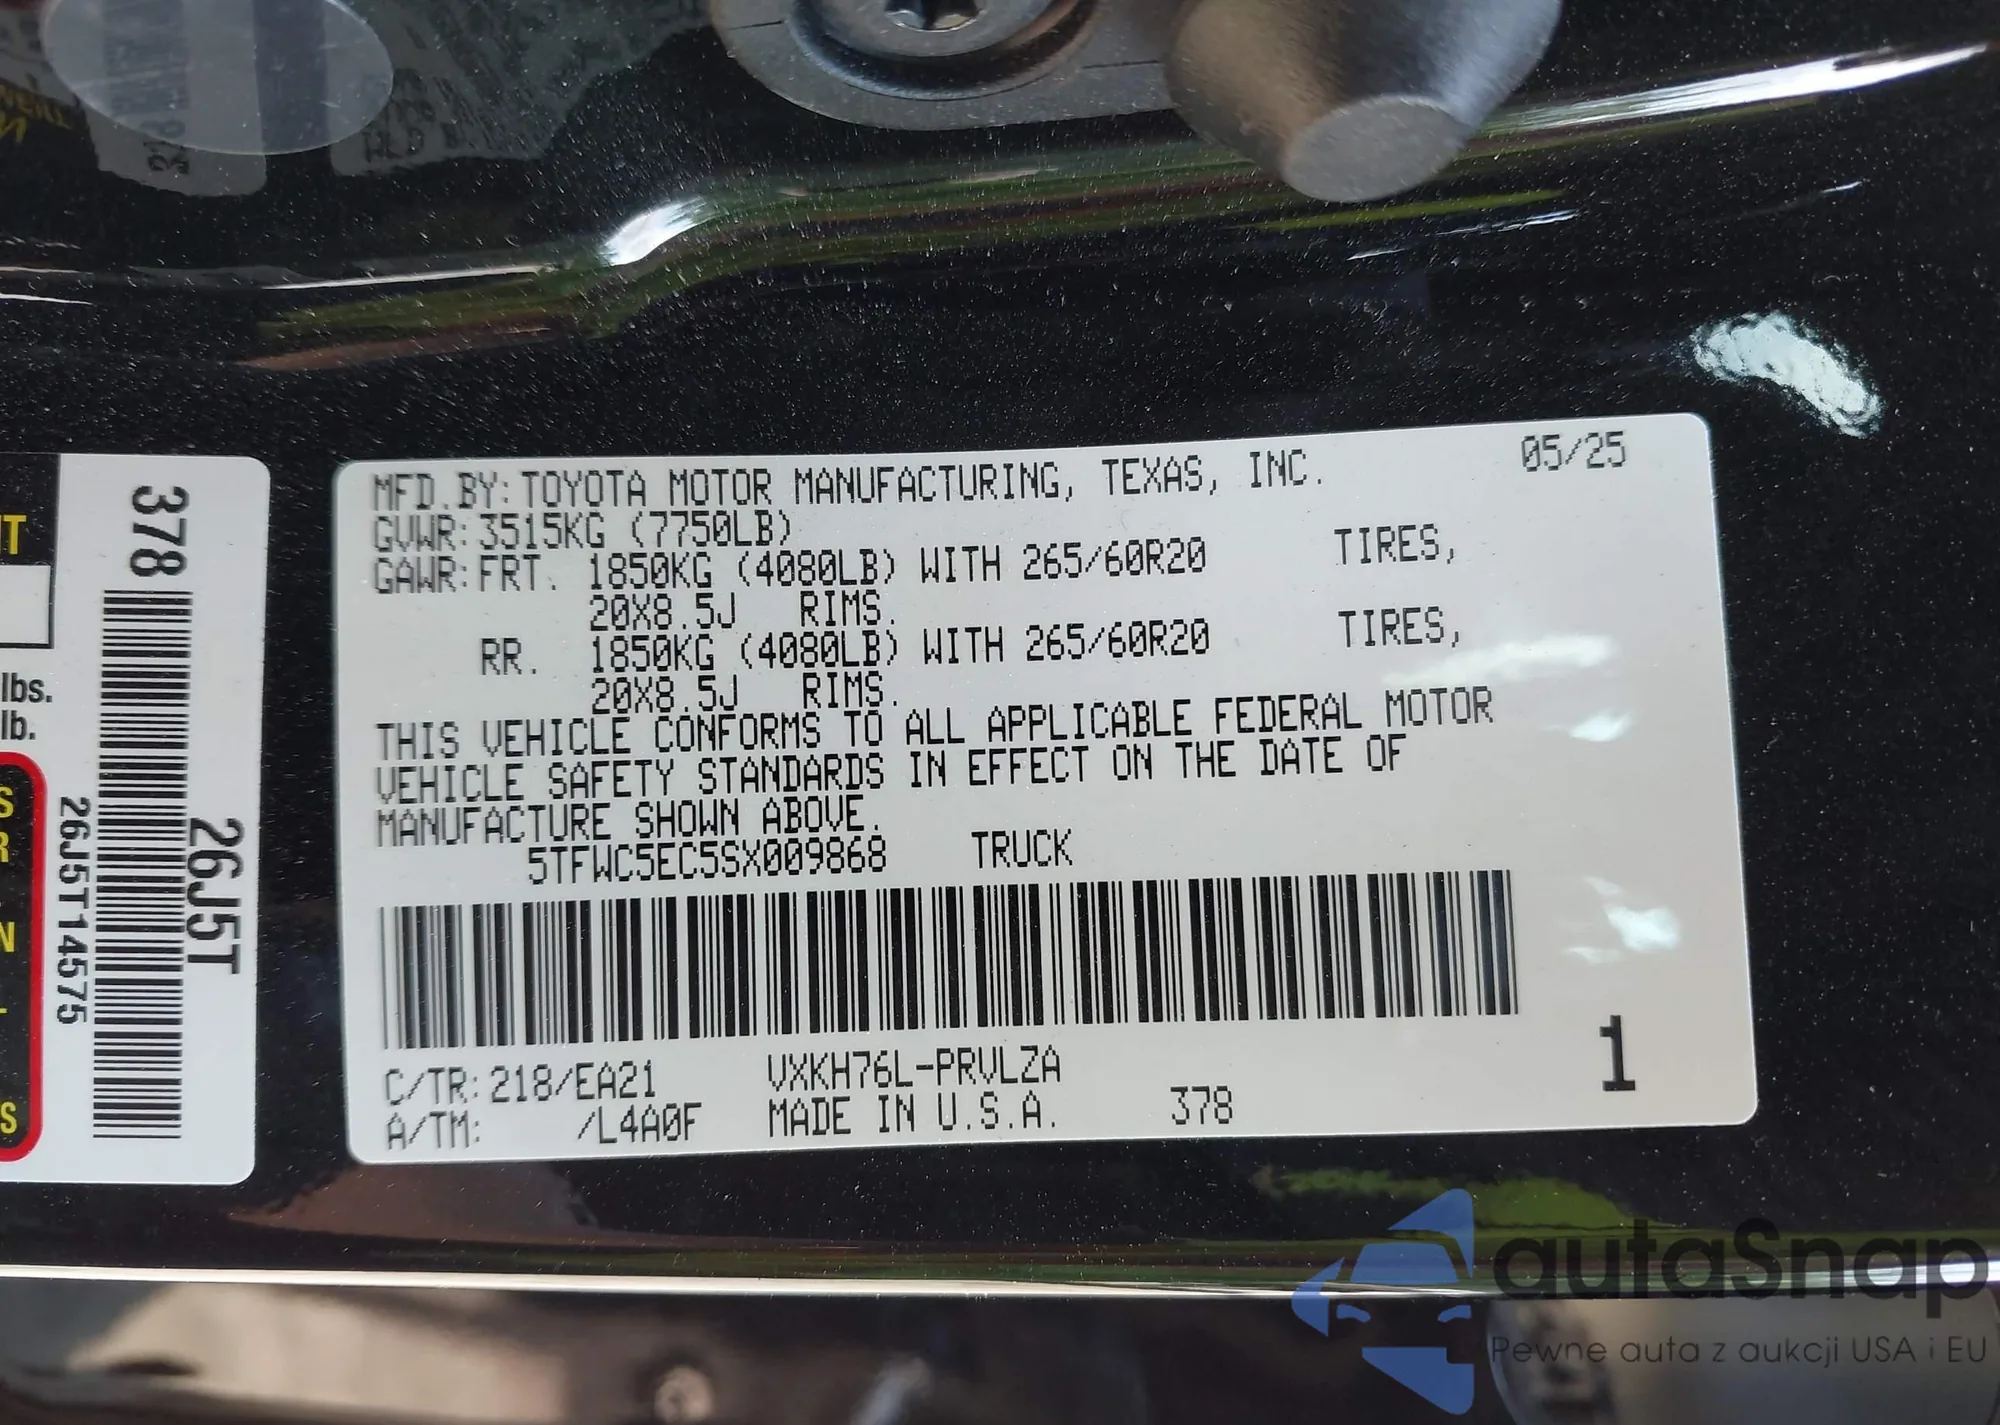 MFD.BY:TOYOTA MOTOR MANUFACTURING, TEXAS, INC. 05/25
GVWR:3515KG (7750LB)
GAWR:FRT. 1850KG (4080LB) WITH 265/60R20 TIRES,
20X8.5J RIMS.
RR. 1850KG (4080LB) WITH 265/60R20 TIRES,
20X8.5J RIMS.
THIS VEHICLE CONFORMS TO ALL APPLICABLE FEDERAL MOTOR
VEHICLE SAFETY STANDARDS IN EFFECT ON THE DATE OF
MANUFACTURE SHOWN ABOVE.
5TFWC5EC5SX009868 TRUCK
C/TR:218/EA21 VXKH76L-PRVLZA
A/TM: /L4A0F MADE IN U.S.A. 378
1
378
26J5T
26J5T14575
lbs.
lb.
autaSnap
Pewne auta z aukcji USA i EU